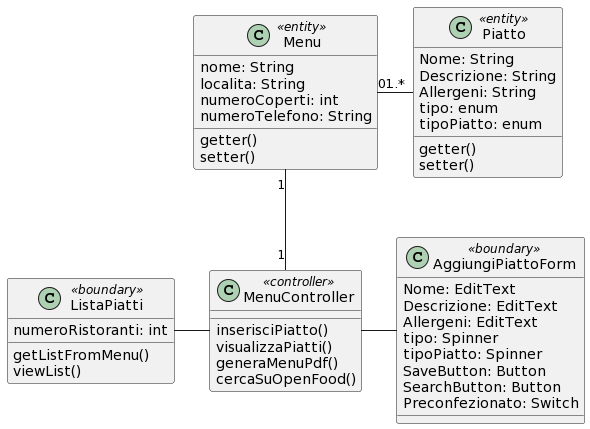 C «entity»
Menu
nome: String
localita: String
numeroCoperti: int
numeroTelefono: String
getter()
setter()
01.*
C «entity»
Piatto
Nome: String
Descrizione: String
Allergeni: String
tipo: enum
tipoPiatto: enum
getter()
setter()
1
1
C «boundary»
ListaPiatti
numeroRistoranti: int
getListFromMenu()
viewList()
C «controller»
MenuController
inserisciPiatto()
visualizzaPiatti()
generaMenuPdf()
cercaSuOpenFood()
C «boundary»
AggiungiPiattoForm
Nome: EditText
Descrizione: EditText
Allergeni: EditText
tipo: Spinner
tipoPiatto: Spinner
SaveButton: Button
SearchButton: Button
Preconfezionato: Switch